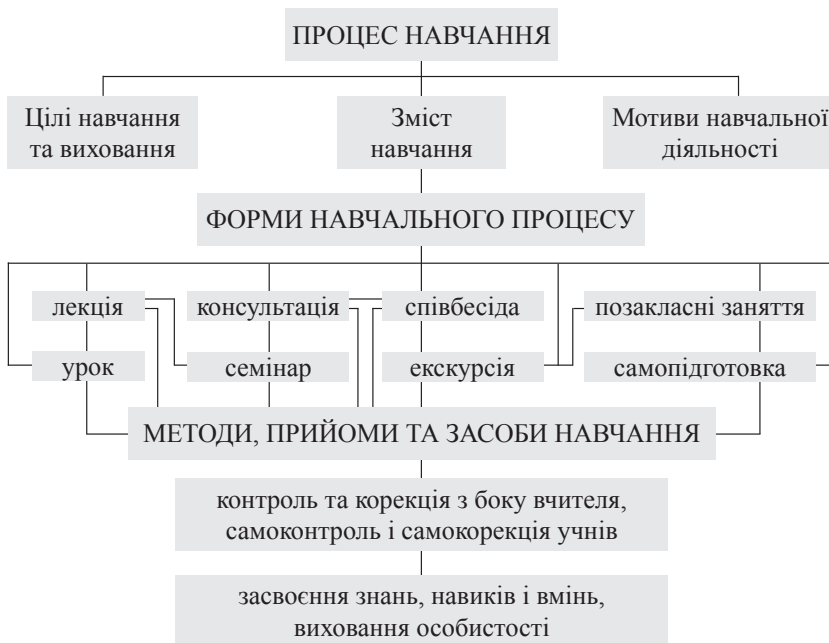 ПРОЦЕС НАВЧАННЯ
Цілі навчання
та виховання
Зміст
навчання
Мотиви навчальної
діяльності
ФОРМИ НАВЧАЛЬНОГО ПРОЦЕСУ
лекція
консультація
співбесіда
позакласні заняття
урок
семінар
екскурсія
самопідготовка
МЕТОДИ, ПРИЙОМИ ТА ЗАСОБИ НАВЧАННЯ
контроль та корекція з боку вчителя,
самоконтроль і самокорекція учнів
засвоєння знань, навиків і вмінь,
виховання особистості